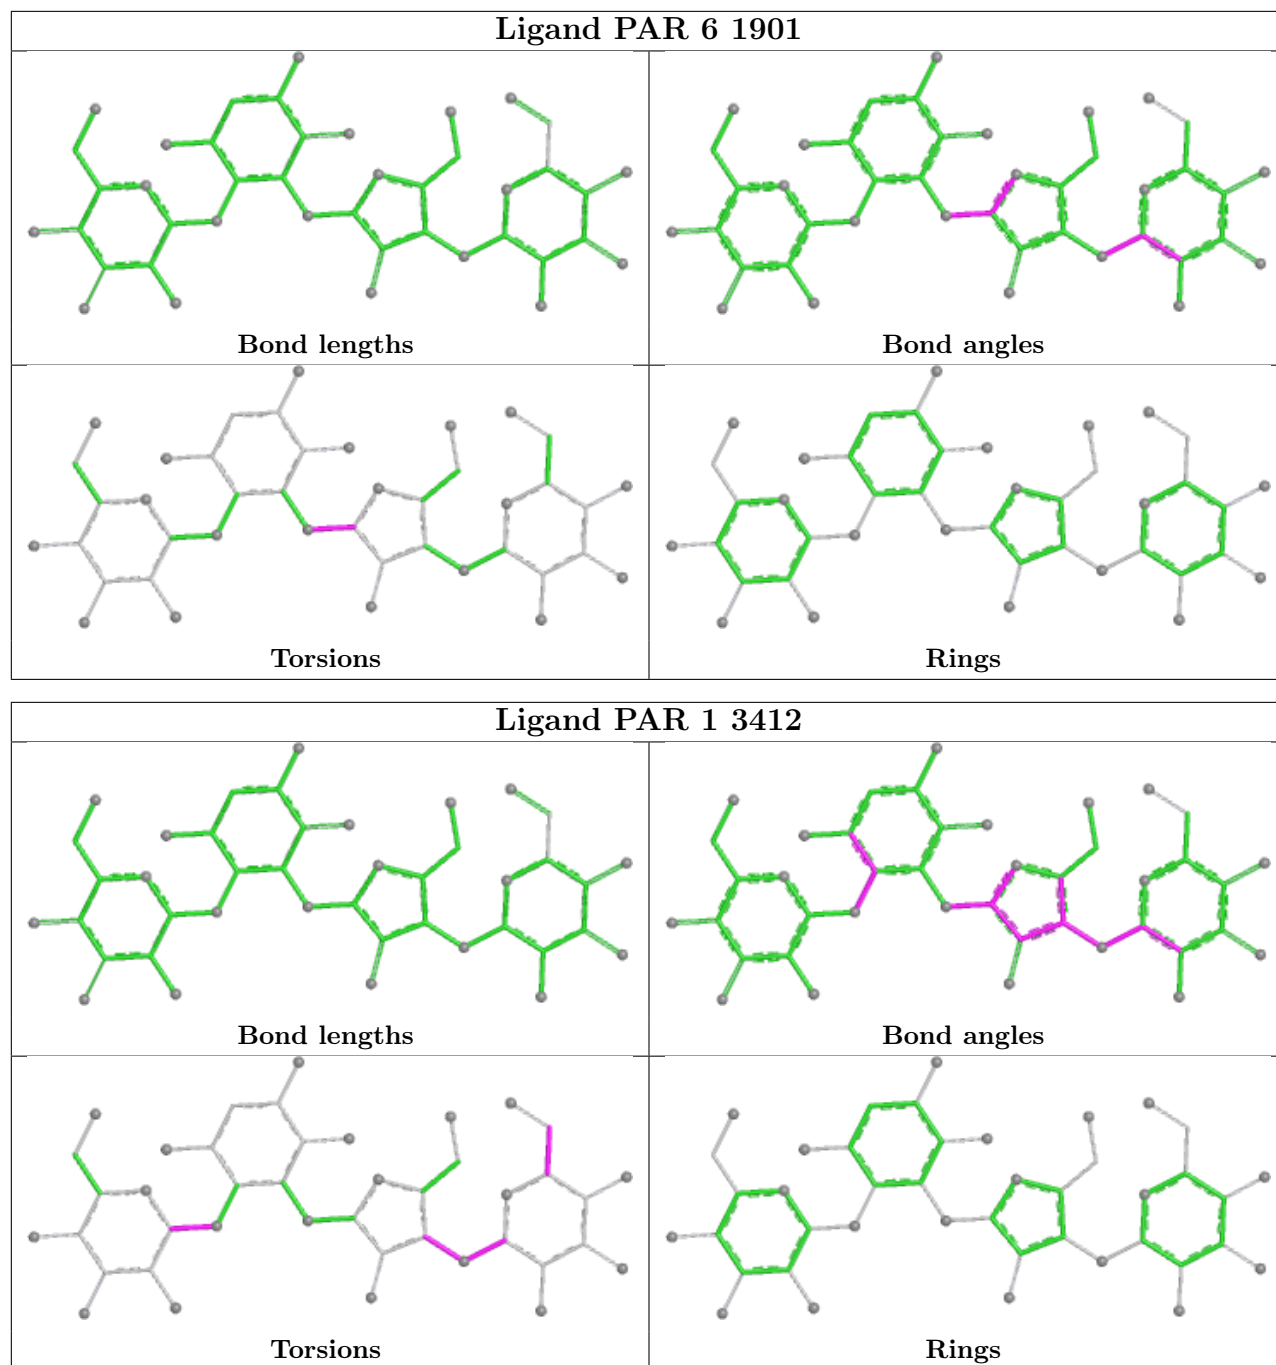 Ligand PAR 6 1901
Bond lengths
Bond angles
Torsions
Rings
Ligand PAR 1 3412
Bond lengths
Bond angles
Torsions
Rings